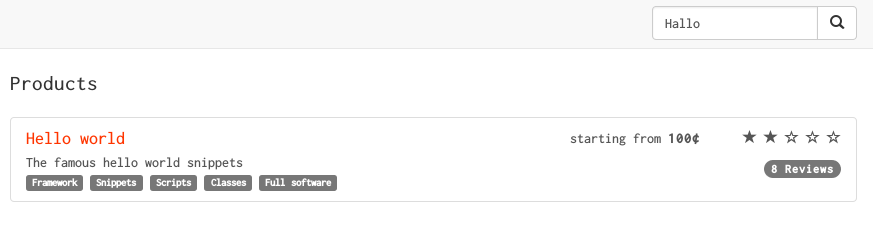 Hallo
Products
Hello world
starting from 100¢
The famous hello world snippets
8 Reviews
Framework Snippets Scripts Classes Full software